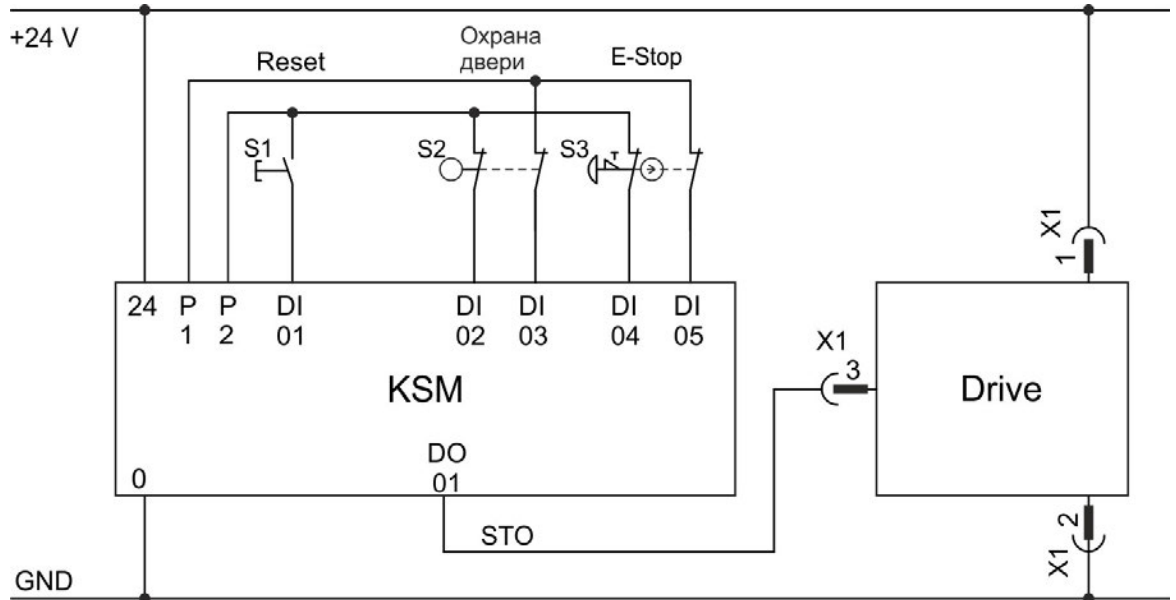 +24 V
Reset
Охрана
двери
E-Stop
S1
S2
S3
X1
1
24 P P DI DI DI DI DI
1 2 01 02 03 04 05
X1
3
KSM
Drive
DO
01
0
STO
2
X1
GND